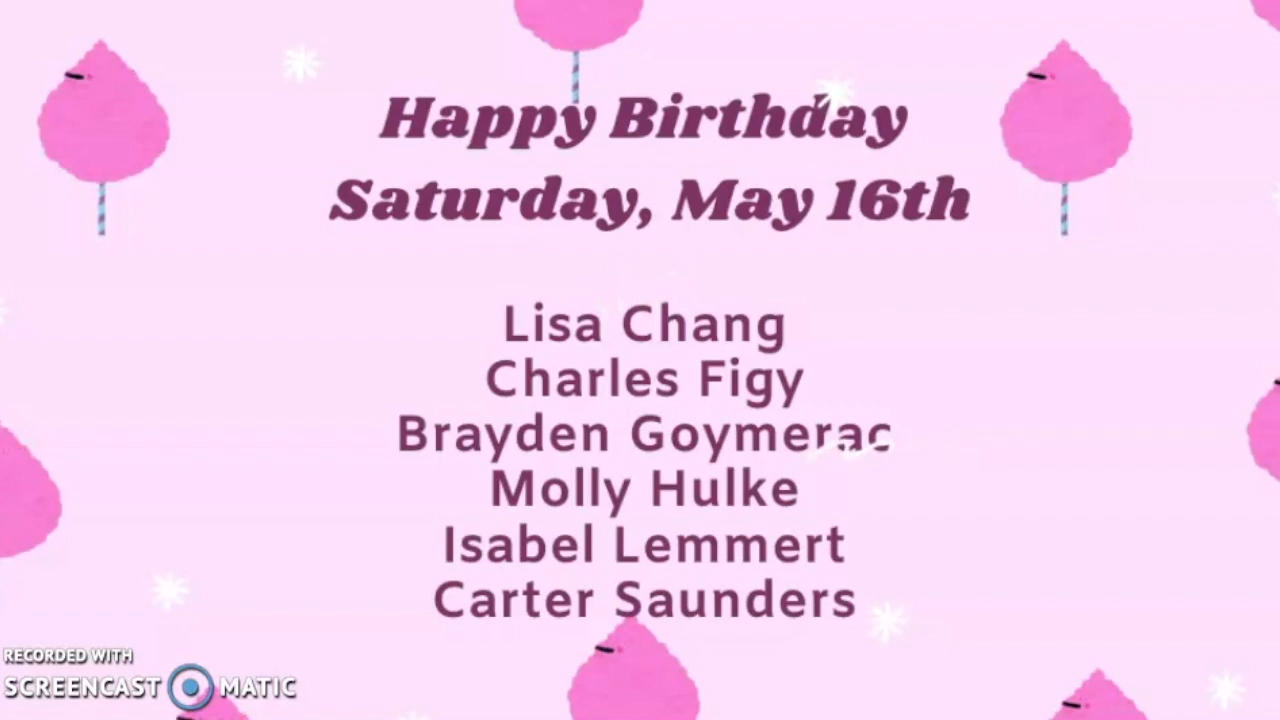 Happy Birthday
Saturday, May 16th
Lisa Chang
Charles Figy
Brayden Goymerac
Molly Hulke
Isabel Lemmert
Carter Saunders
RECORDED WITH
SCREENCAST MATIC